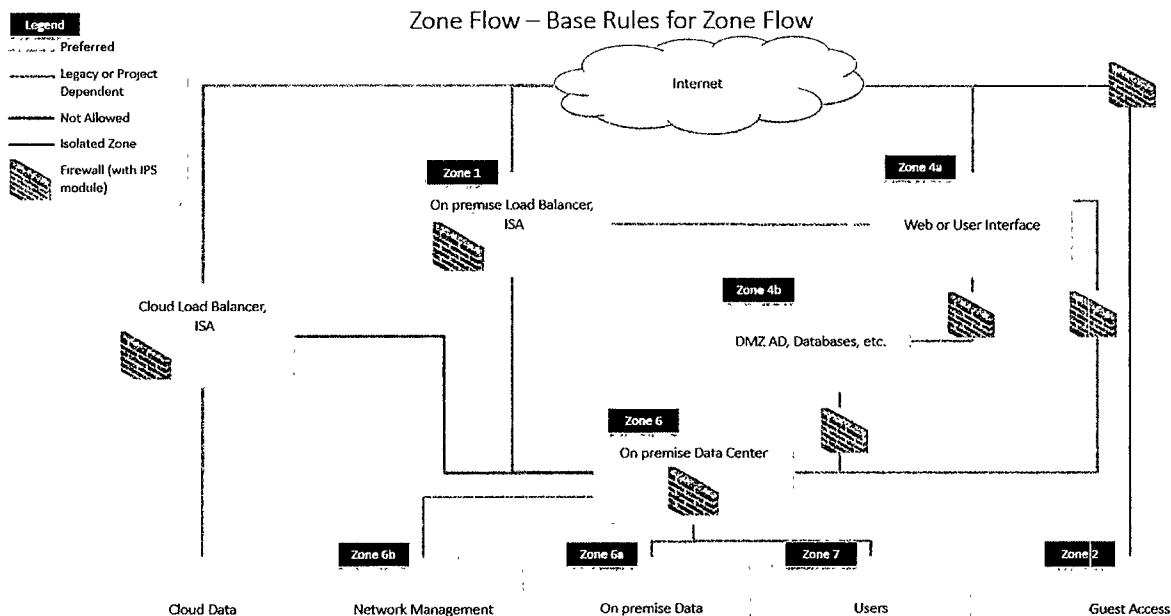 Zone Flow – Base Rules for Zone Flow
Legend
Preferred
Legacy or Project
Dependent
Not Allowed
Isolated Zone
Firewall (with IPS
module)
Internet
Zone 1
On premise Load Balancer,
ISA
Zone 4a
Web or User Interface
Zone 4b
DMZ AD, Databases, etc.
Cloud Load Balancer,
ISA
Zone 6
On premise Data Center
Zone 6b
Zone 6a
Zone 7
Zone 2
Cloud Data
Network Management
On premise Data
Users
Guest Access